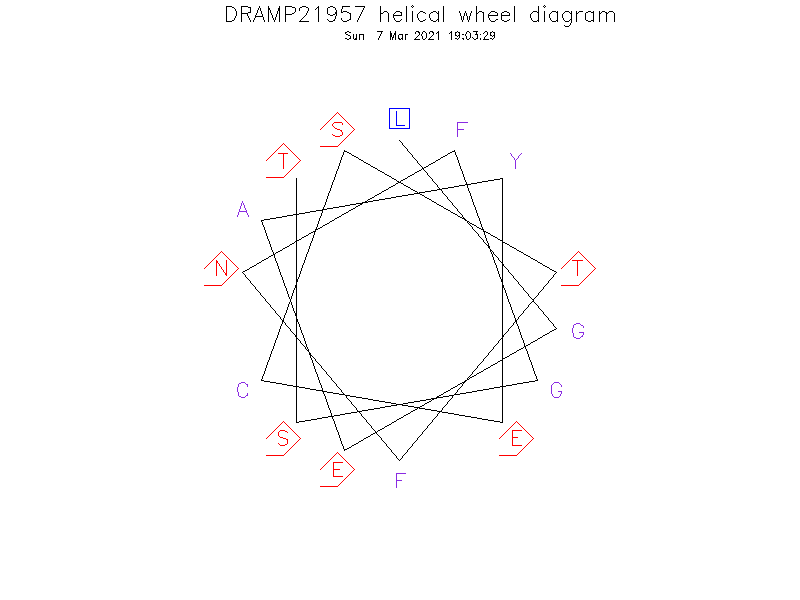 DRAMP21957 helical wheel diagram
Sun 7 Mar 2021 19:03:29
L
S F
T Y
A
N T
G
C G
S E
E
F